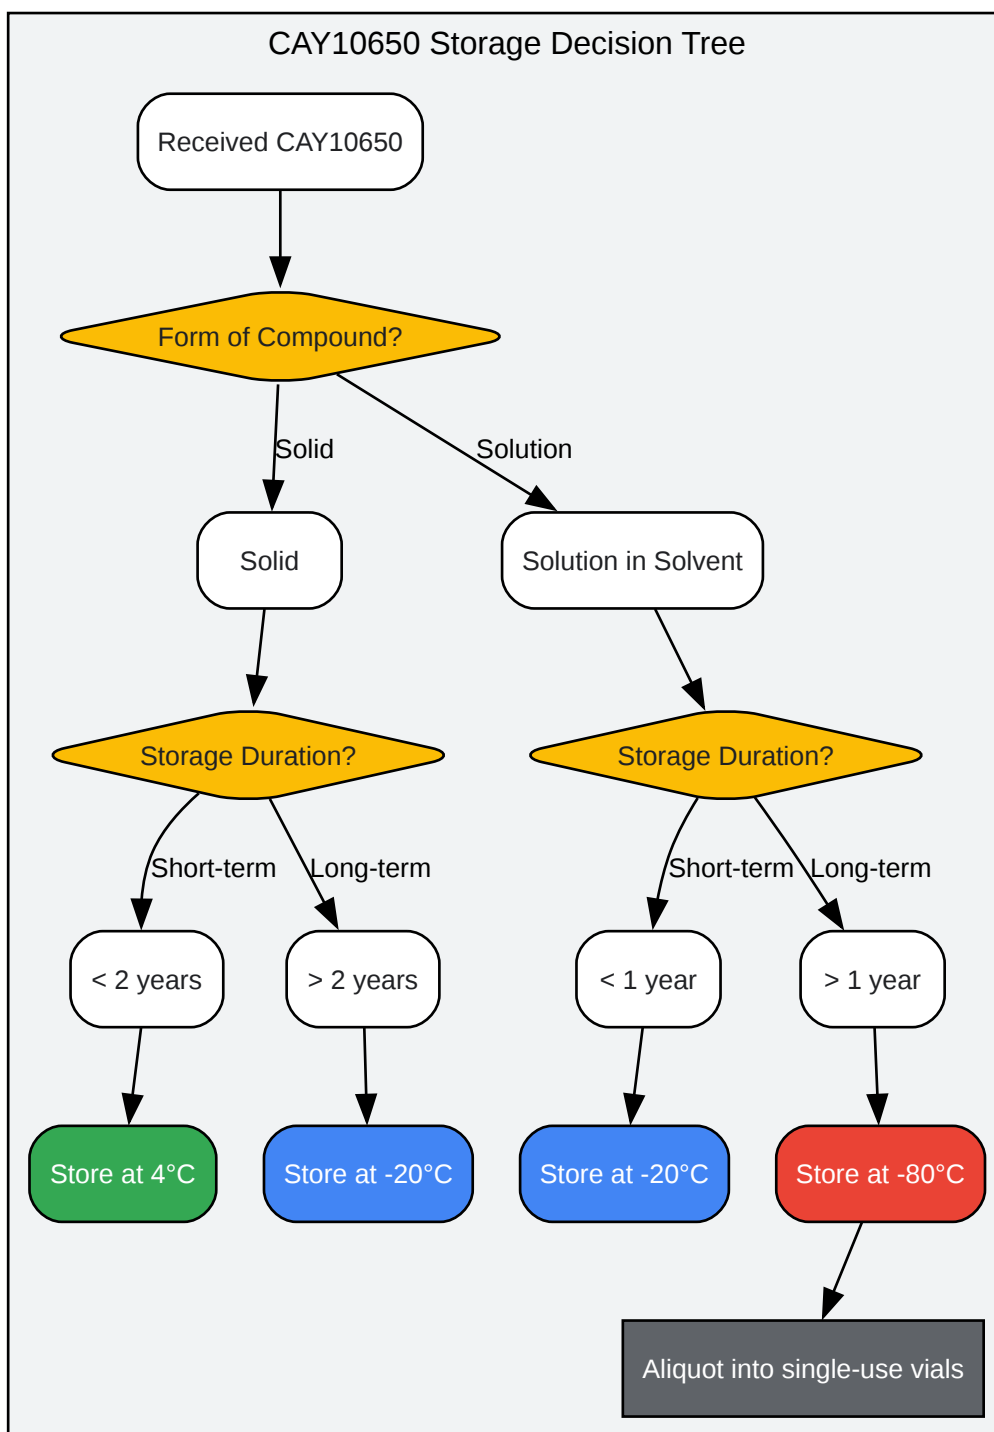 CAY10650 Storage Decision Tree
Received CAY10650
Form of Compound?
Solid
Solution
Solid
Solution in Solvent
Storage Duration?
Storage Duration?
Short-term
Long-term
Short-term
Long-term
< 2 years
> 2 years
< 1 year
> 1 year
Store at 4°C
Store at -20°C
Store at -20°C
Store at -80°C
Aliquot into single-use vials